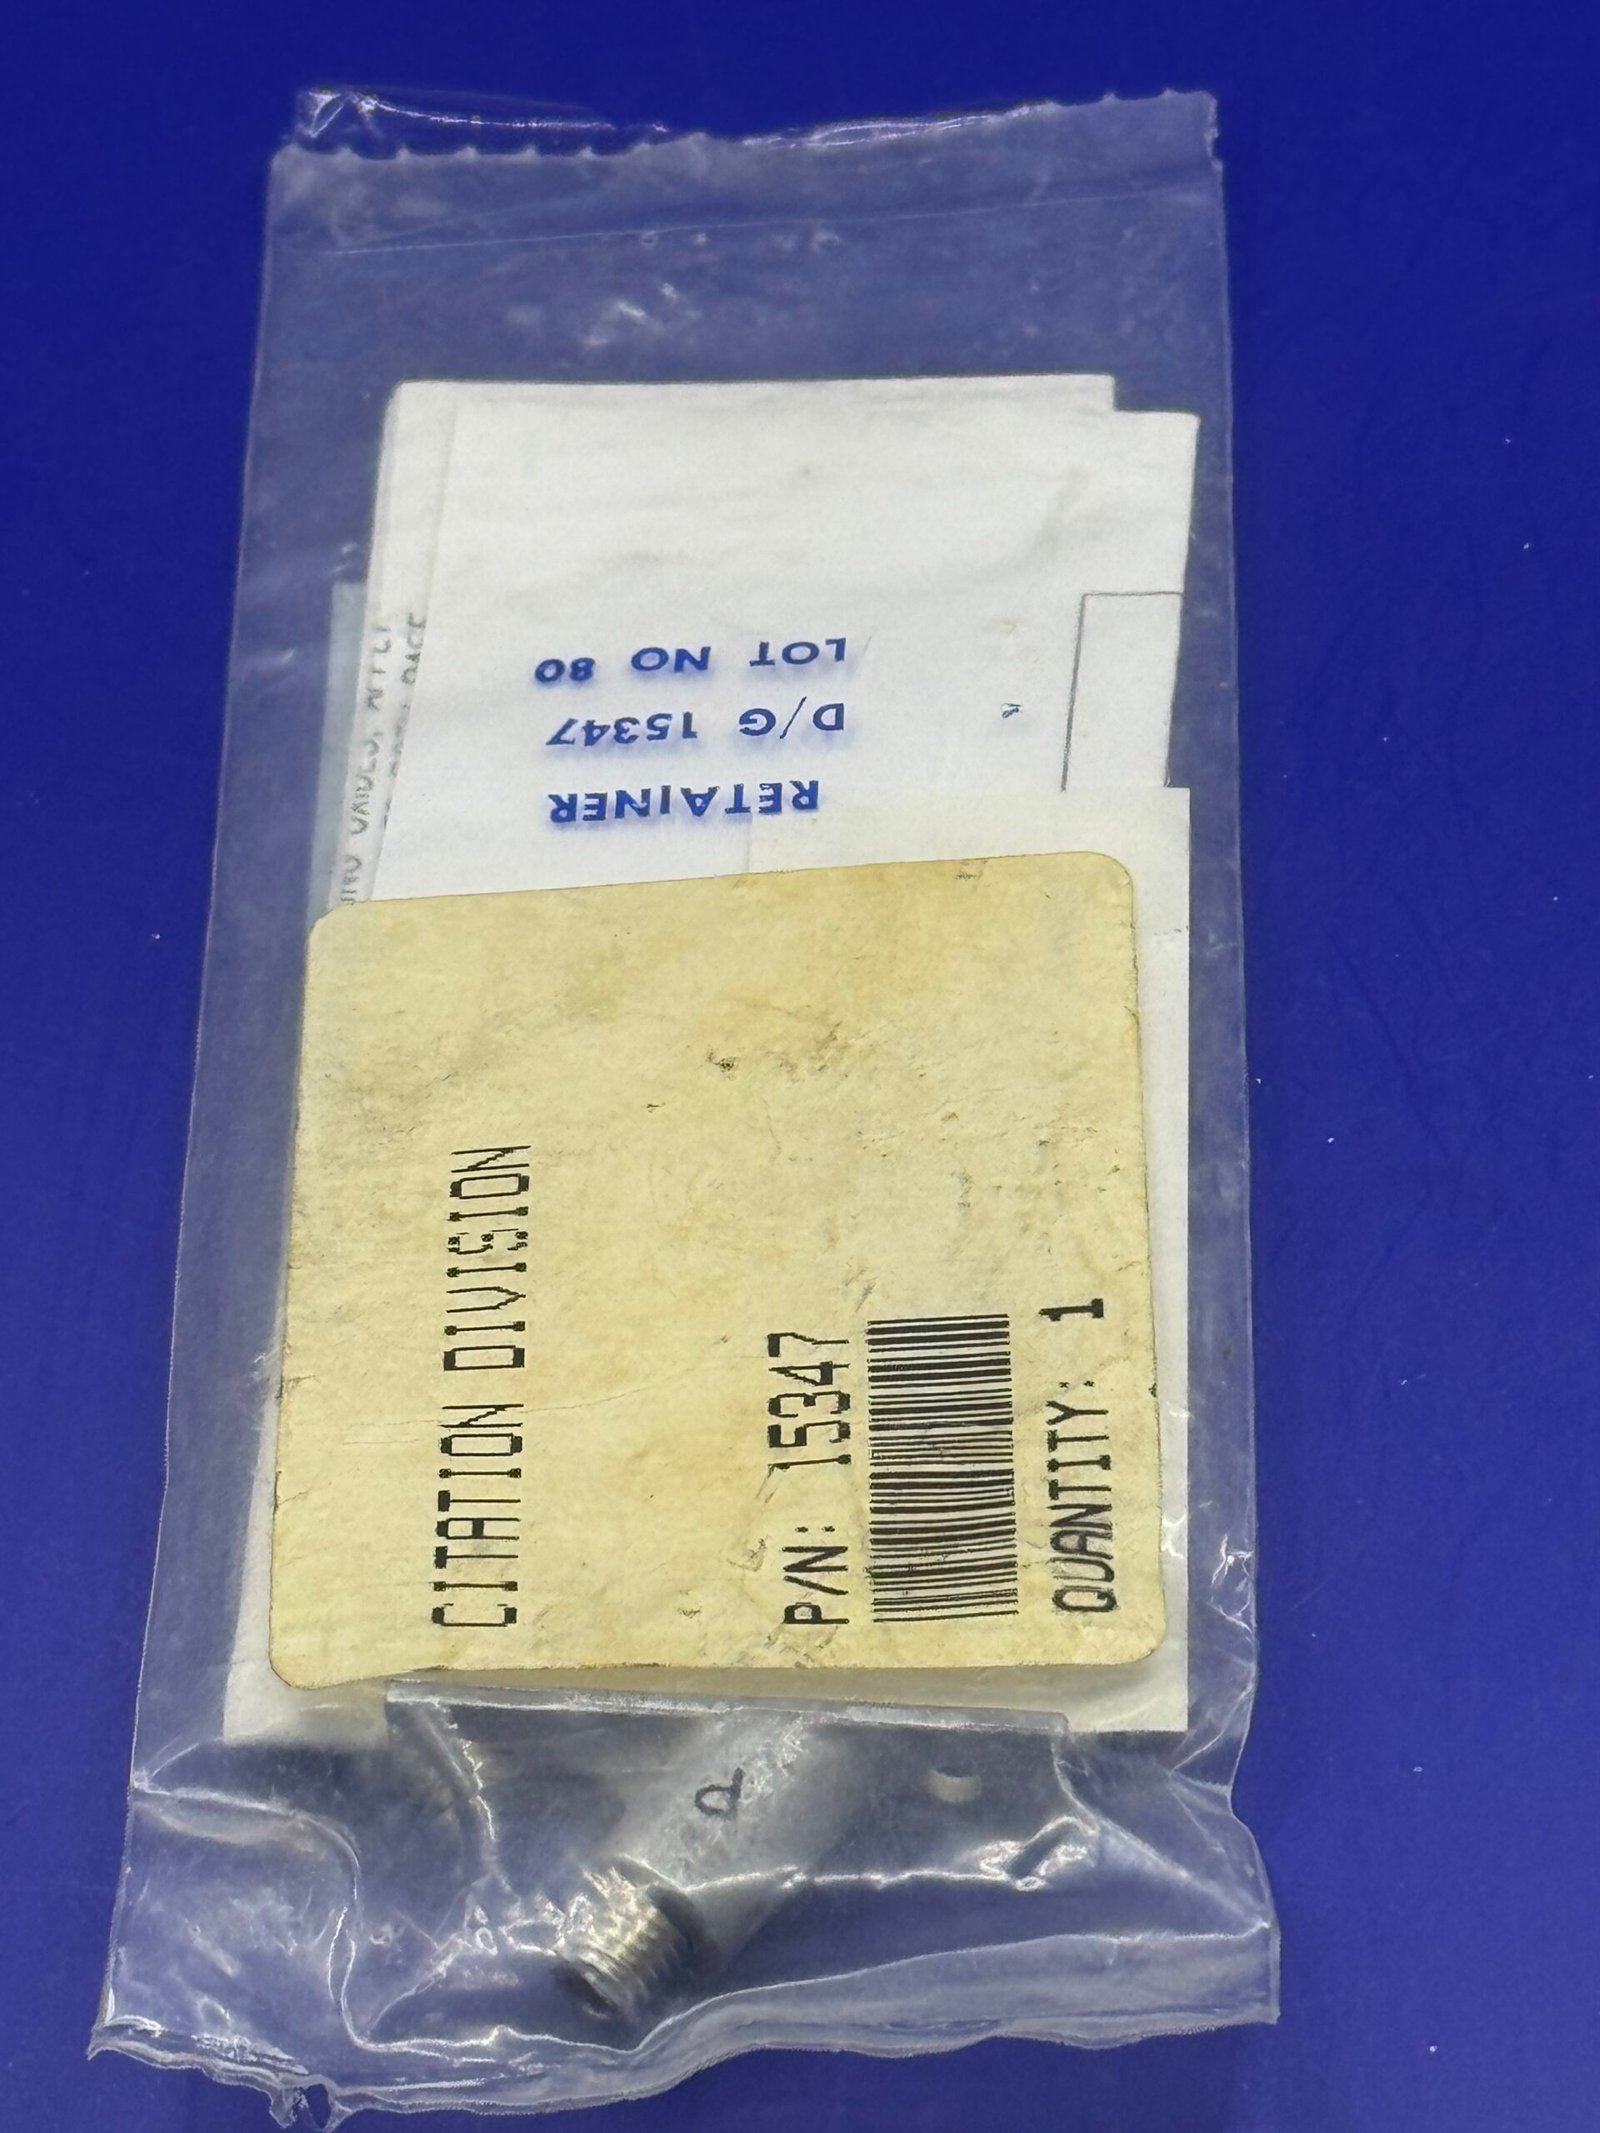 RETAINER
D/G 15347
LOT NO 80
CITATION DIVISION
P/N: 15347
QUANTITY: 1